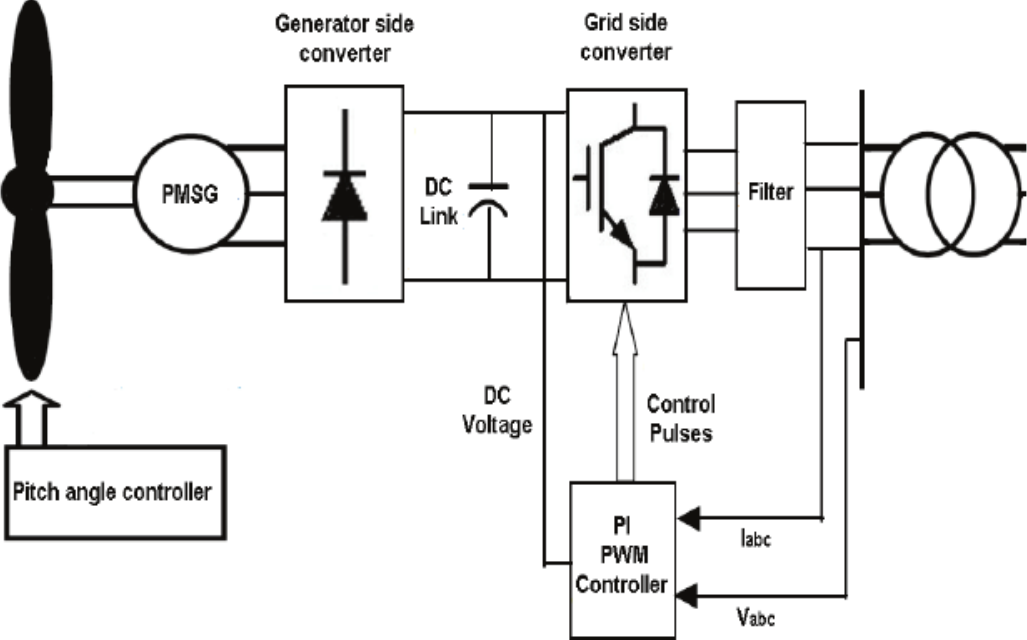 Generator side
converter
Grid side
converter
PMSG
DC
Link
Filter
DC
Voltage
Control
Pulses
Pitch angle controller
PI
PWM
Controller
Iabc
Vabc